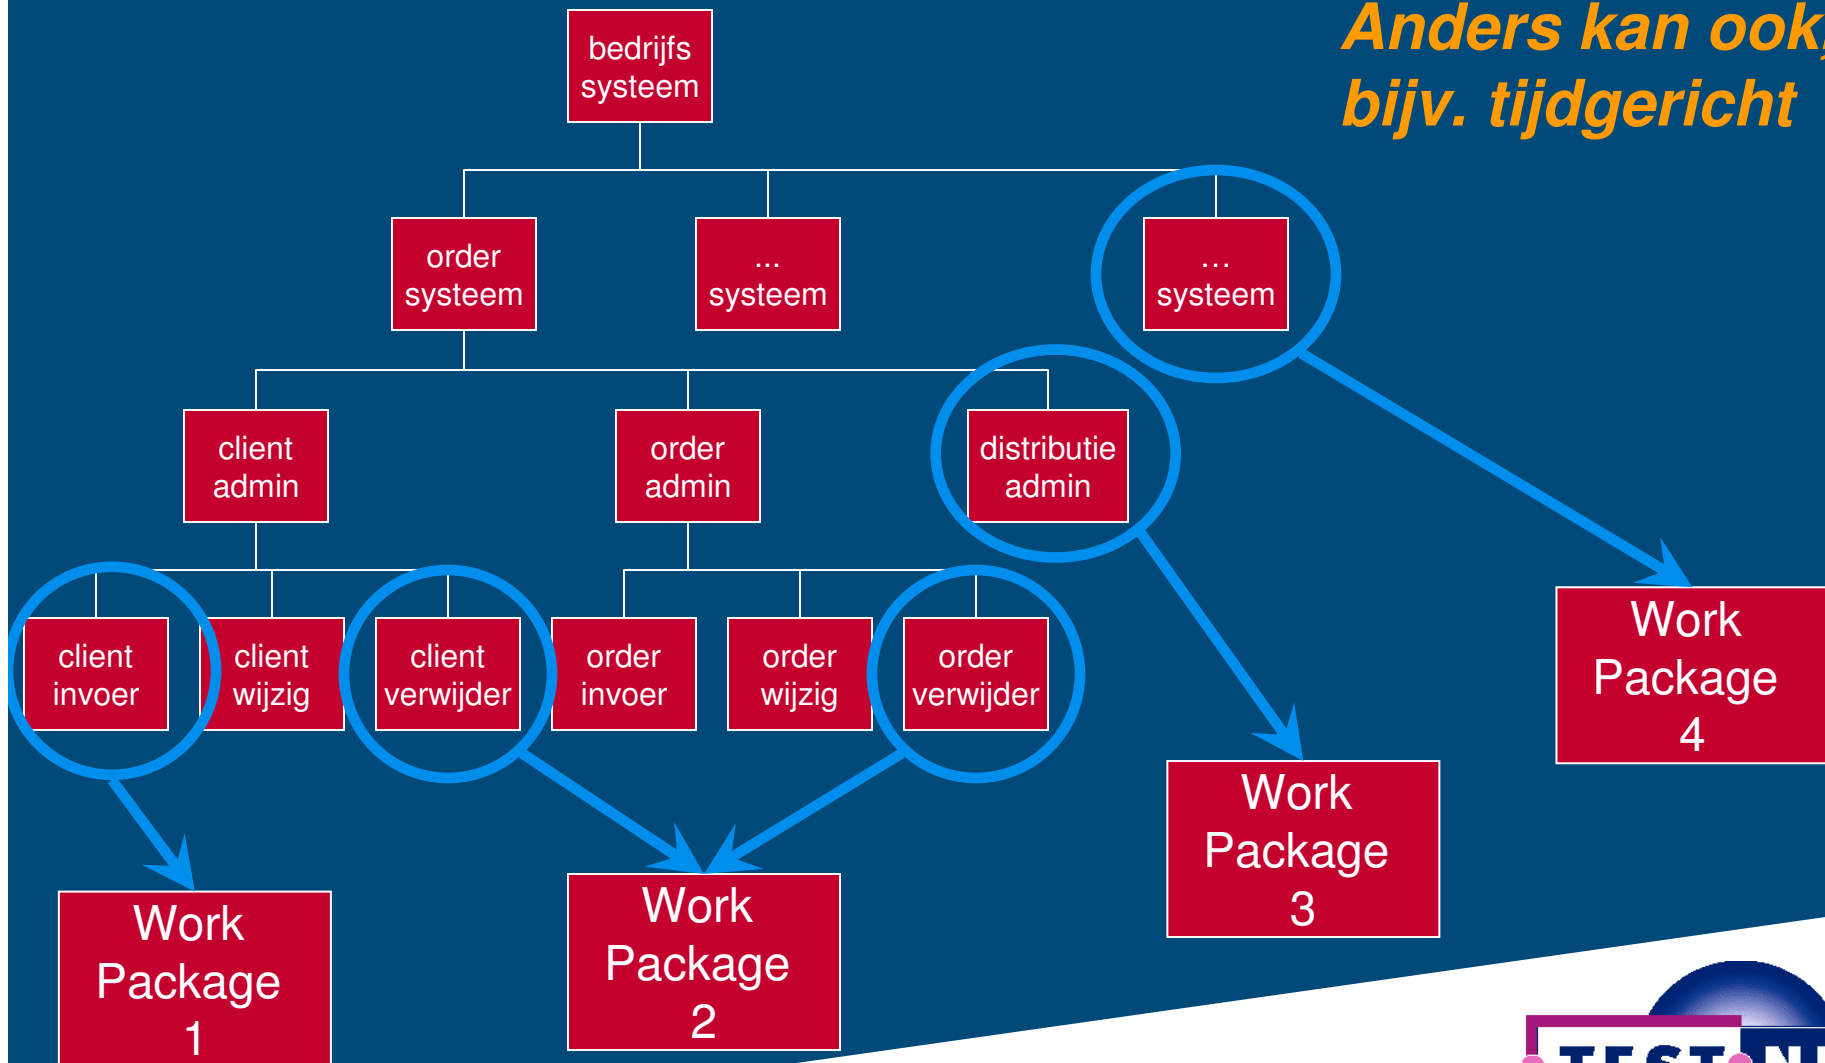 Anders kan ook,
bijv. tijdgericht
bedrijfs
systeem
order
systeem
...
systeem
...
systeem
client
admin
order
admin
distributie
admin
client
invoer
client
wijzig
client
verwijder
order
invoer
order
wijzig
order
verwijder
Work
Package
1
Work
Package
2
Work
Package
3
Work
Package
4
TEST N